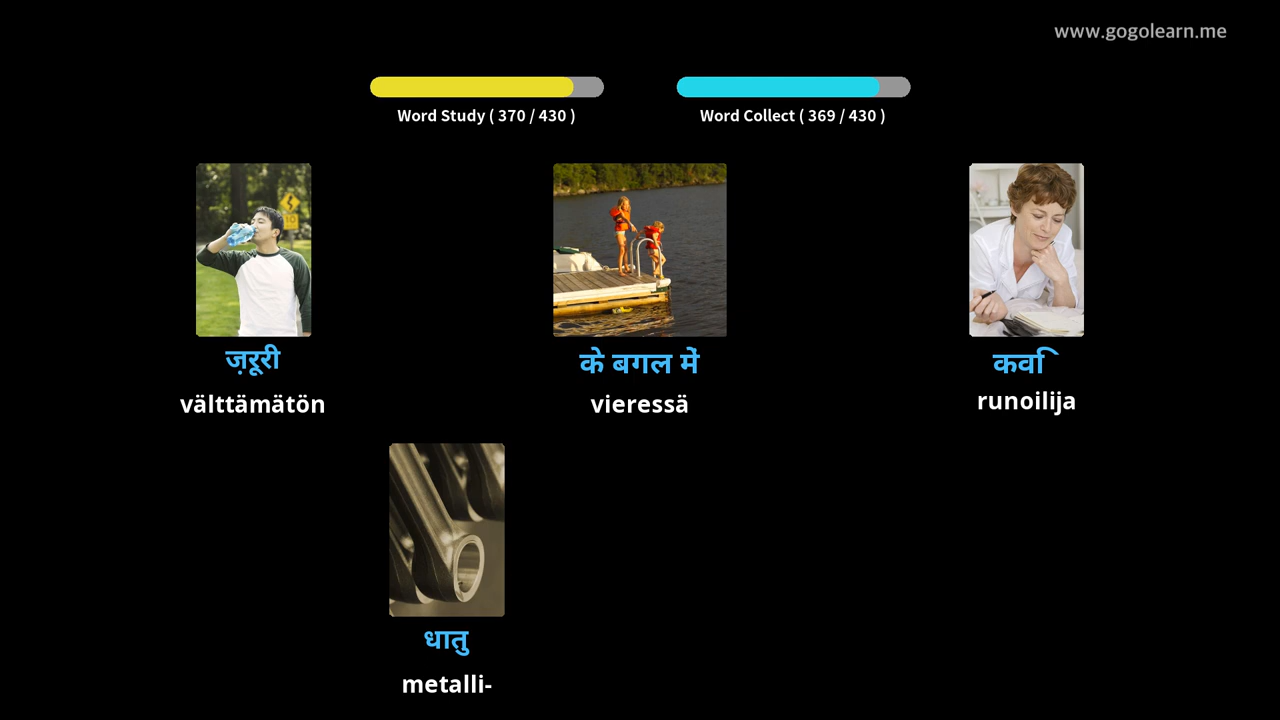 www.gogolearn.me
Word Study ( 370 / 430 )
Word Collect ( 369 / 430 )
ज़रूरी
के बगल में
कवि
välttämätön
vieressä
runoilija
धातु
metalli-